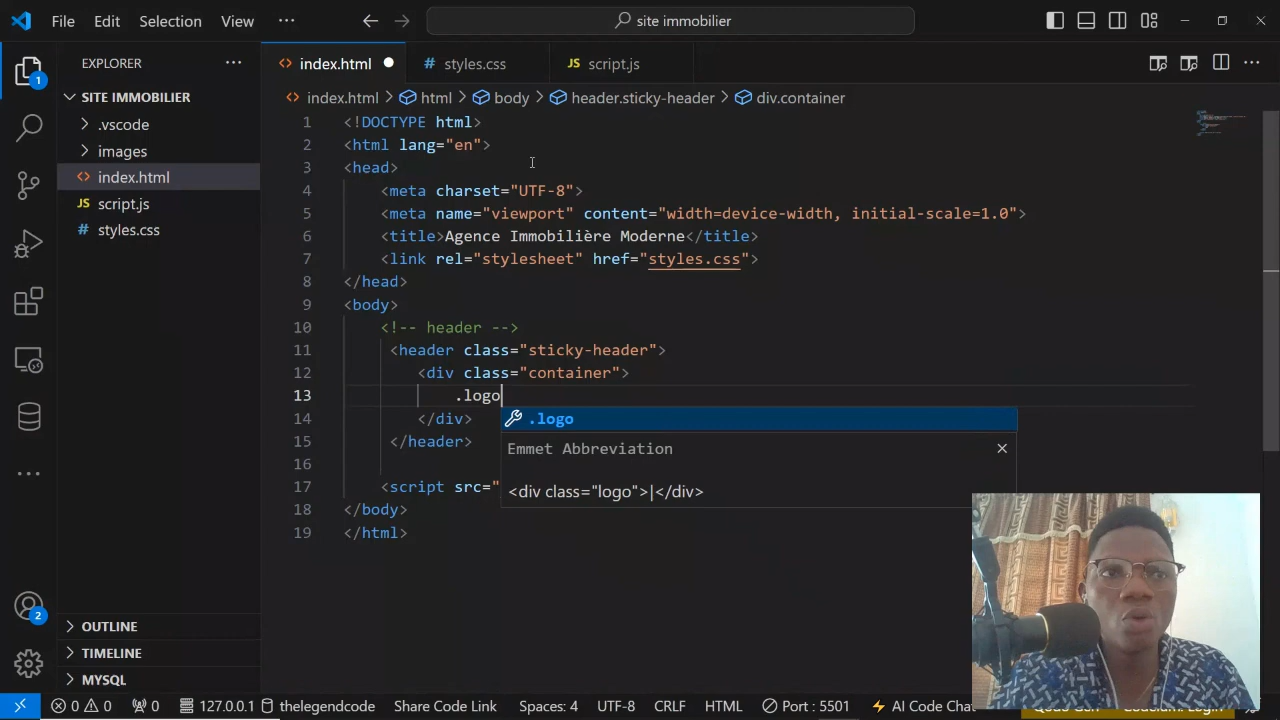 File Edit Selection View ··· site immobilier
EXPLORER ···
index.html styles.css JS script.js
SITE IMMOBILIER
index.html > html > body > header.sticky-header > div.container
.vscode
images
index.html
JS script.js
# styles.css
1 <!DOCTYPE html>
2 <html lang="en">
3 <head>
4 <meta charset="UTF-8">
5 <meta name="viewport" content="width=device-width, initial-scale=1.0">
6 <title>Agence Immobilière Moderne</title>
7 <link rel="stylesheet" href="styles.css">
8 </head>
9 <body>
10 <!-- header -->
11 <header class="sticky-header">
12 <div class="container">
13 .logo
.logo
14 </div>
Emmet Abbreviation
15 </header>
16
<div class="logo">|</div>
17 <script src="
18 </body>
19 </html>
1
2
OUTLINE
TIMELINE
MYSQL
0 0 0 127.0.0.1 thelegendcode Share Code Link Spaces: 4 UTF-8 CRLF HTML Port : 5501 AI Code Chat